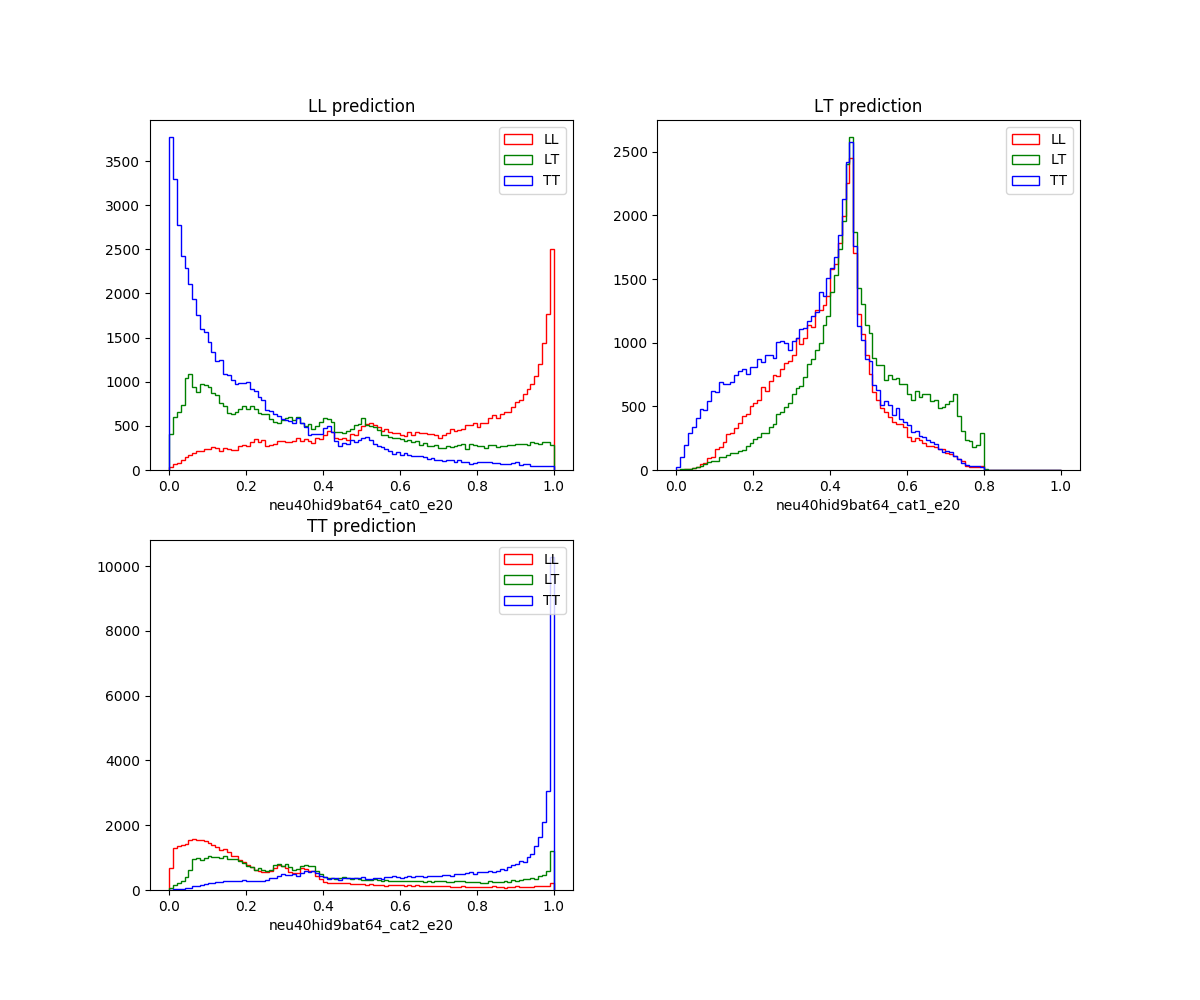 LL prediction
LL
LT
TT
3500
3000
2500
2000
1500
1000
500
0
0.0 0.2 0.4 0.6 0.8 1.0
neu40hid9bat64_cat0_e20
LT prediction
LL
LT
TT
2500
2000
1500
1000
500
0
0.0 0.2 0.4 0.6 0.8 1.0
neu40hid9bat64_cat1_e20
TT prediction
LL
LT
TT
10000
8000
6000
4000
2000
0
0.0 0.2 0.4 0.6 0.8 1.0
neu40hid9bat64_cat2_e20